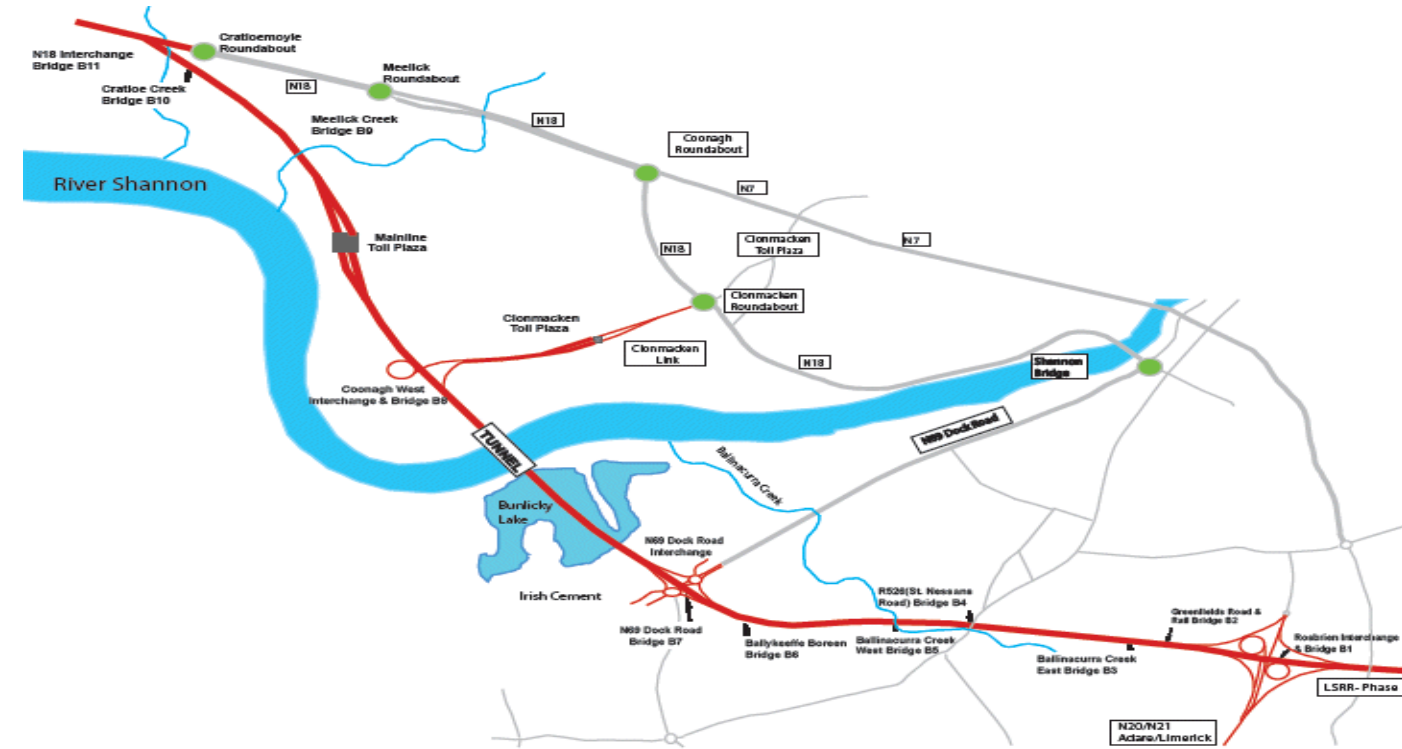 Cratloemoyle
Roundabout
N18 Interchange
Bridge B11
Cratloe Creek
Bridge B10
N18
Meelick
Roundabout
Meelick Creek
Bridge B9
N18
Coonagh
Roundabout
River Shannon
N7
N7
Mainline
Toll Plaza
N18
Clonmacken
Toll Plaza
Clonmacken
Roundabout
Clonmacken
Toll Plaza
Clonmacken
Link
N18
Shannon
Bridge
Coonagh West
Interchange & Bridge B8
TUNNEL
N69 Dock Road
Ballinacurra Creek
Bunlicky
Lake
N69 Dock Road
Interchange
Irish Cement
R526(St. Nessans
Road) Bridge B4
N69 Dock Road
Bridge B7
Ballykeeffe Boreen
Bridge B6
Ballinacurra Creek
West Bridge B5
Greenfields Road &
Rail Bridge B2
Rosbrien Interchange
& Bridge B1
Ballinacurra Creek
East Bridge B3
LSRR- Phase
N20/N21
Adare/Limerick